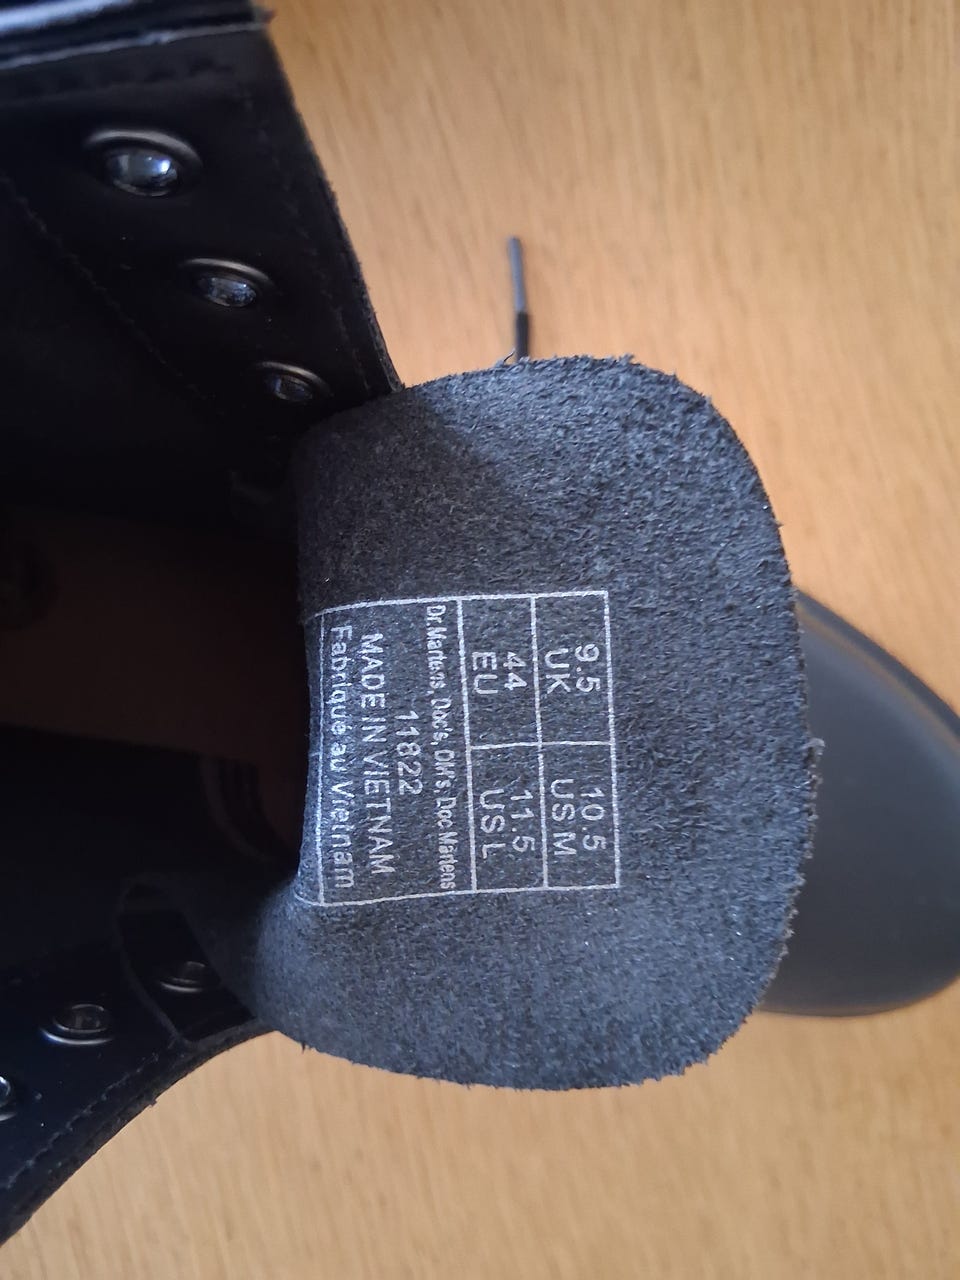 9.5 10.5
UK US M
44 11.5
EU US L
Dr.Martens, Doc's, DM's, Doc Martens
11822
MADE IN VIETNAM
Fabriqué au Vietnam